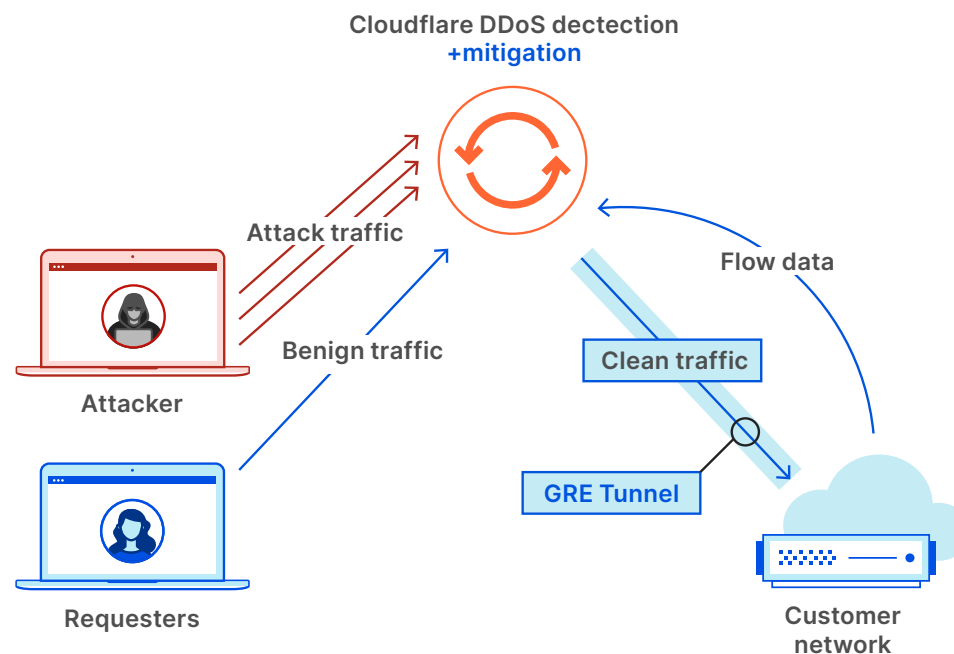 Cloudflare DDoS dectection
+mitigation
Attack traffic
Flow data
Benign traffic
Clean traffic
Attacker
GRE Tunnel
Requesters
Customer
network